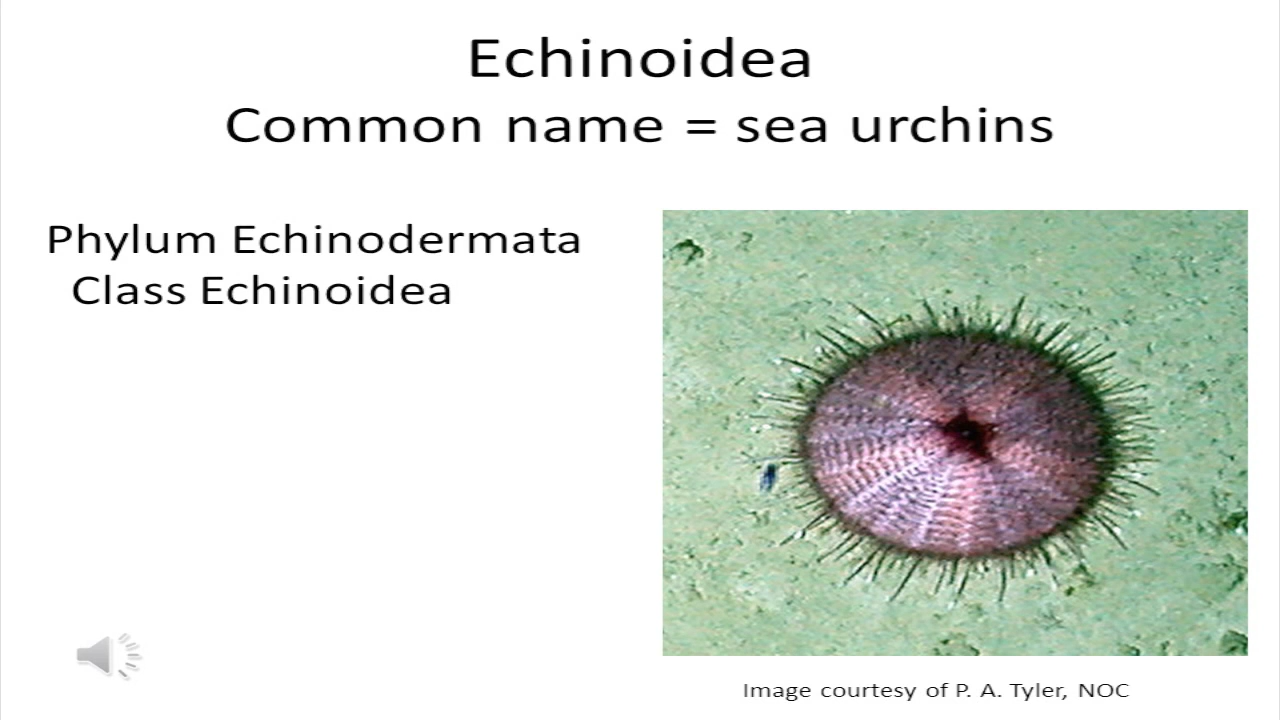 Echinoidea
Common name = sea urchins
Phylum Echinodermata
Class Echinoidea
Image courtesy of P. A. Tyler, NOC